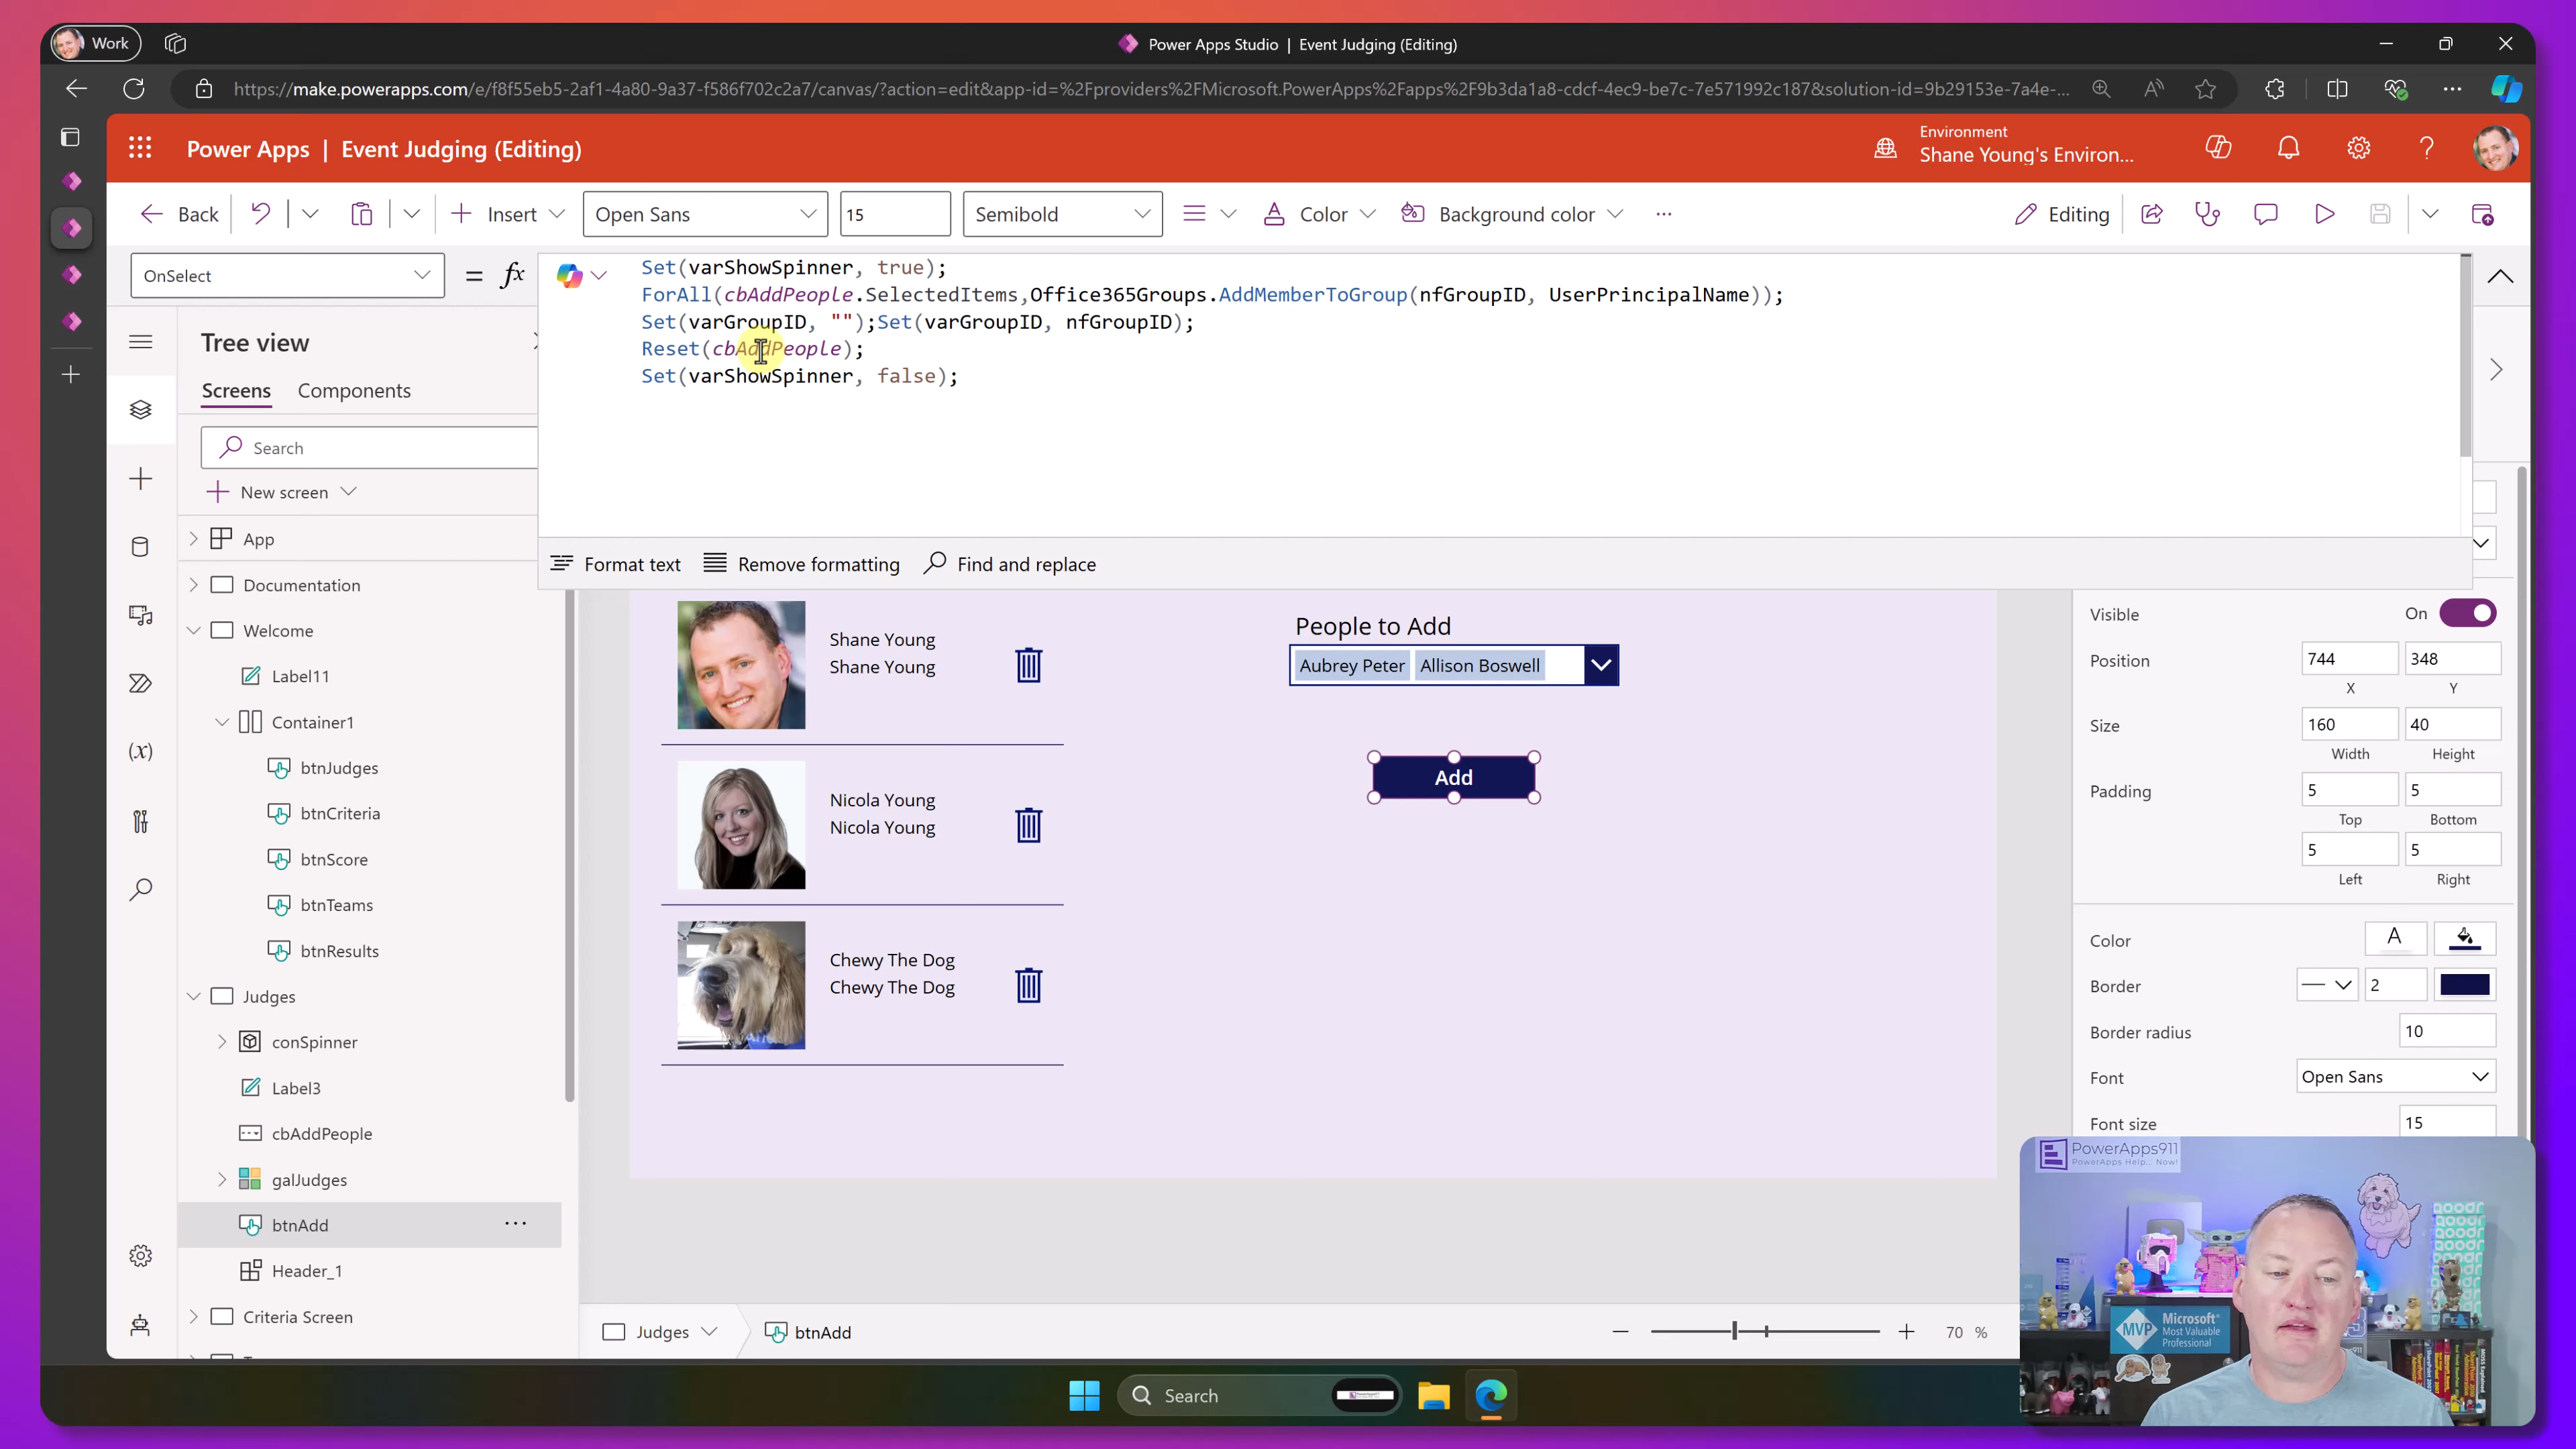 Work
Power Apps Studio | Event Judging (Editing)
https://make.powerapps.com/e/f8f55eb5-2af1-4a80-9a37-f586f702c2a7/canvas/?action=edit&app-id=%2Fproviders%2FMicrosoft.PowerApps%2Fapps%2F9b3da1a8-cdcf-4ec9-be7c-7e571992c187&solution-id=9b29153e-7a4e-...
Power Apps | Event Judging (Editing)
Environment
Shane Young's Environ...
Back
Insert
Open Sans
15
Semibold
Color
Background color
Editing
OnSelect
= fx
Set(varShowSpinner, true);
ForAll(cbAddPeople.SelectedItems,Office365Groups.AddMemberToGroup(nfGroupID, UserPrincipalName));
Set(varGroupID, "");Set(varGroupID, nfGroupID);
Reset(cbAddPeople);
Set(varShowSpinner, false);
Format text
Remove formatting
Find and replace
Tree view
Screens
Components
Search
New screen
App
Documentation
Welcome
Label11
Container1
btnJudges
btnCriteria
btnScore
btnTeams
btnResults
Judges
conSpinner
Label3
cbAddPeople
galJudges
btnAdd
Header_1
Criteria Screen
Shane Young
Shane Young
Nicola Young
Nicola Young
Chewy The Dog
Chewy The Dog
People to Add
Aubrey Peter
Allison Boswell
Add
Visible
On
Position
744
348
X
Y
Size
160
40
Width
Height
Padding
5
5
Top
Bottom
5
5
Left
Right
Color
A
Border
2
Border radius
10
Font
Open Sans
Font size
15
Judges
btnAdd
70 %
Search
PowerApps911
PowerApps Help... Now!
MVP
Microsoft
Most Valuable
Professional